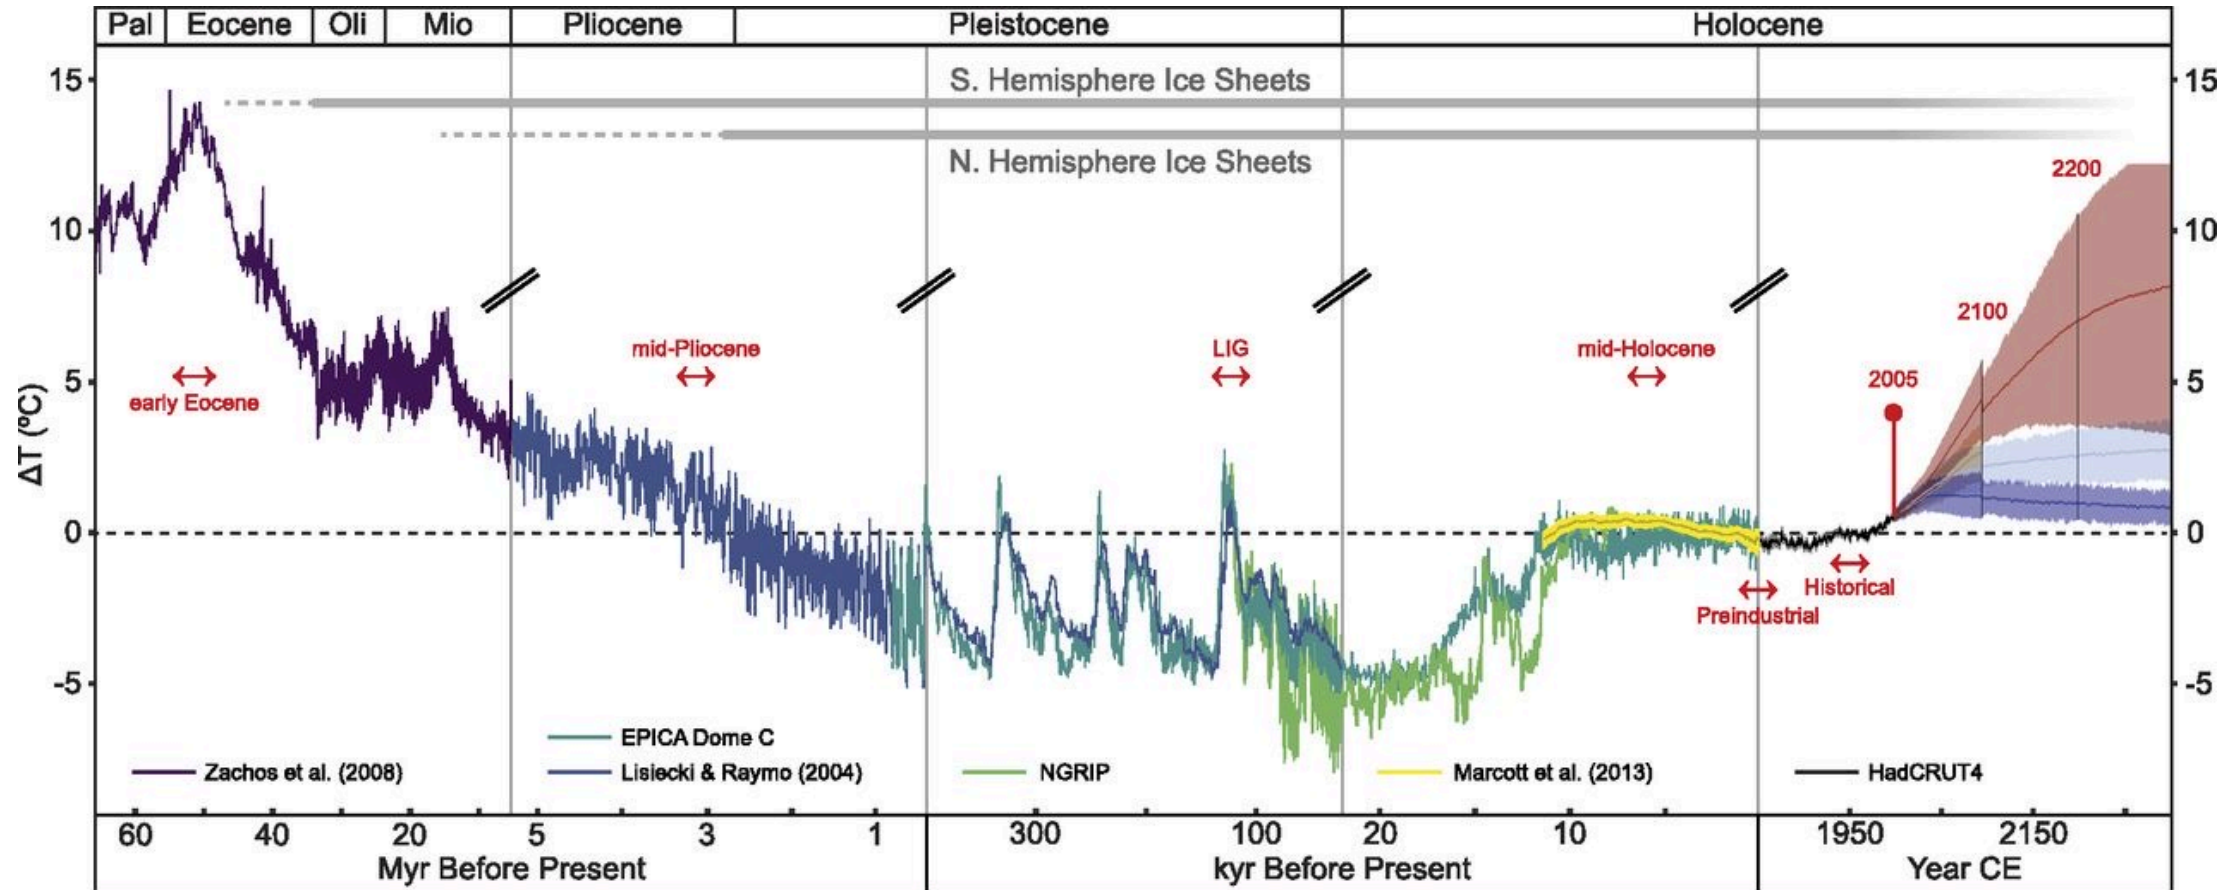 Pal Eocene Oli Mio Pliocene Pleistocene Holocene
15 S. Hemisphere Ice Sheets 15
N. Hemisphere Ice Sheets
2200
10 10
2100
mid-Pliocene LIG mid-Holocene
5 2005 5
early Eocene
ΔT (ºC)
0 0
Historical
Preindustrial
-5 -5
EPICA Dome C
Zachos et al. (2008) Lisiecki & Raymo (2004) NGRIP Marcott et al. (2013) HadCRUT4
60 40 20 5 3 1 300 100 20 10 1950 2150
Myr Before Present kyr Before Present Year CE